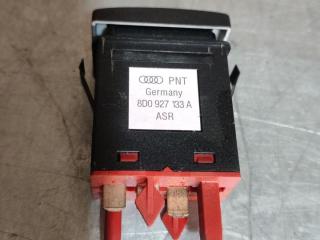 PNT
Germany
8D0 927 133 A
ASR